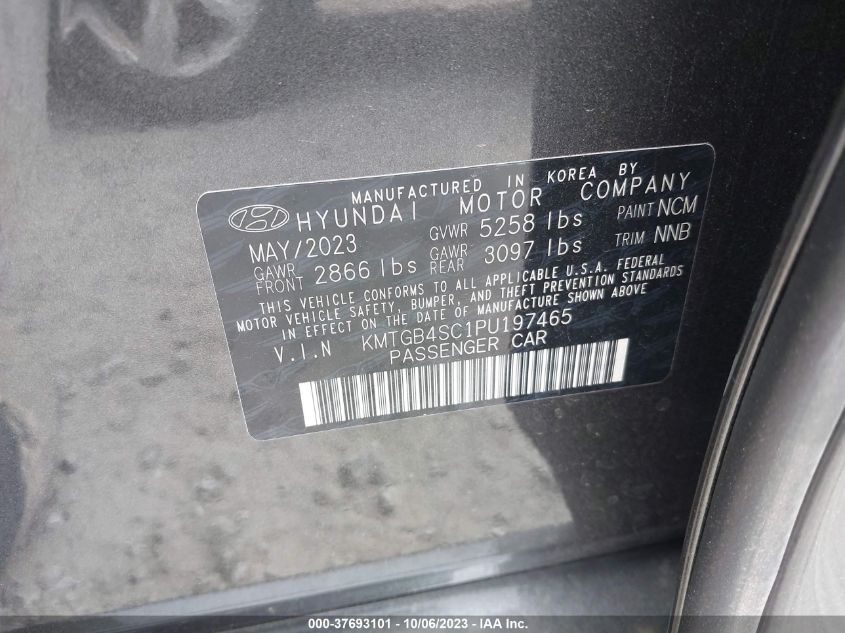 MANUFACTURED IN KOREA BY
HYUNDAI MOTOR COMPANY
MAY/2023 GVWR 5258 lbs PAINT NCM
GAWR FRONT 2866 lbs GAWR REAR 3097 lbs TRIM NNB
THIS VEHICLE CONFORMS TO ALL APPLICABLE U.S.A. FEDERAL
MOTOR VEHICLE SAFETY, BUMPER, AND THEFT PREVENTION STANDARDS
IN EFFECT ON THE DATE OF MANUFACTURE SHOWN ABOVE
V.I.N KMTGB4SC1PU197465
PASSENGER CAR
000-37693101 - 10/06/2023 - IAA Inc.